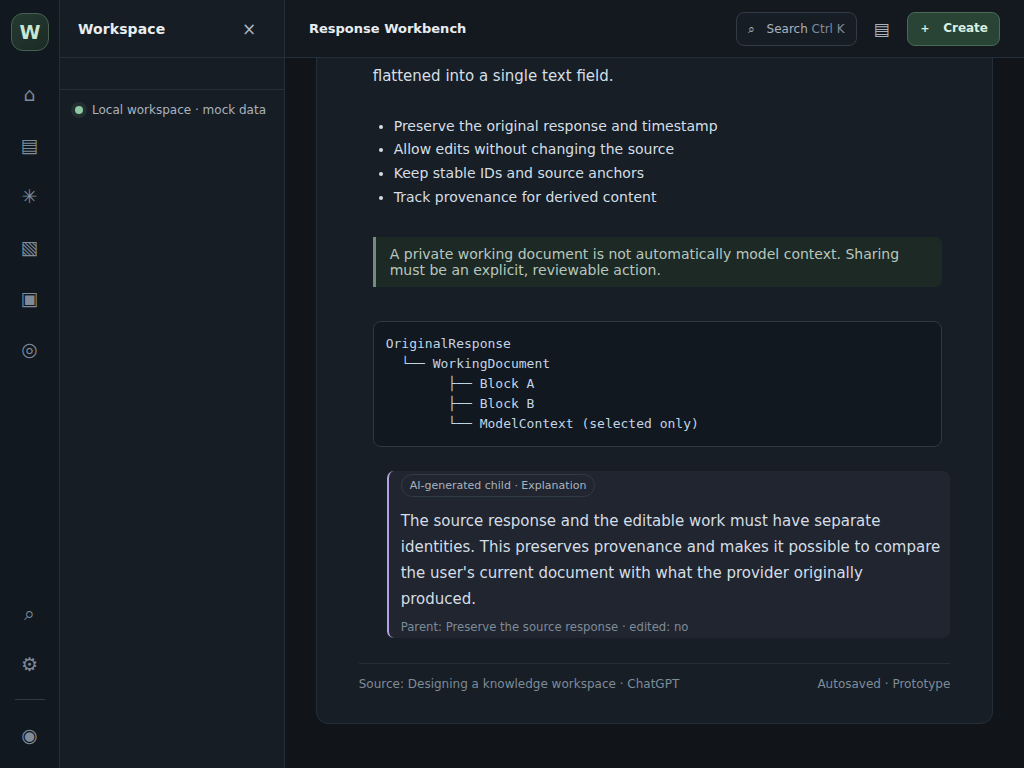 W
Workspace
Response Workbench
Search Ctrl K
+ Create
Local workspace · mock data
flattened into a single text field.
• Preserve the original response and timestamp
• Allow edits without changing the source
• Keep stable IDs and source anchors
• Track provenance for derived content
A private working document is not automatically model context. Sharing
must be an explicit, reviewable action.
OriginalResponse
└── WorkingDocument
├── Block A
├── Block B
└── ModelContext (selected only)
AI-generated child · Explanation
The source response and the editable work must have separate
identities. This preserves provenance and makes it possible to compare
the user's current document with what the provider originally
produced.
Parent: Preserve the source response · edited: no
Source: Designing a knowledge workspace · ChatGPT
Autosaved · Prototype